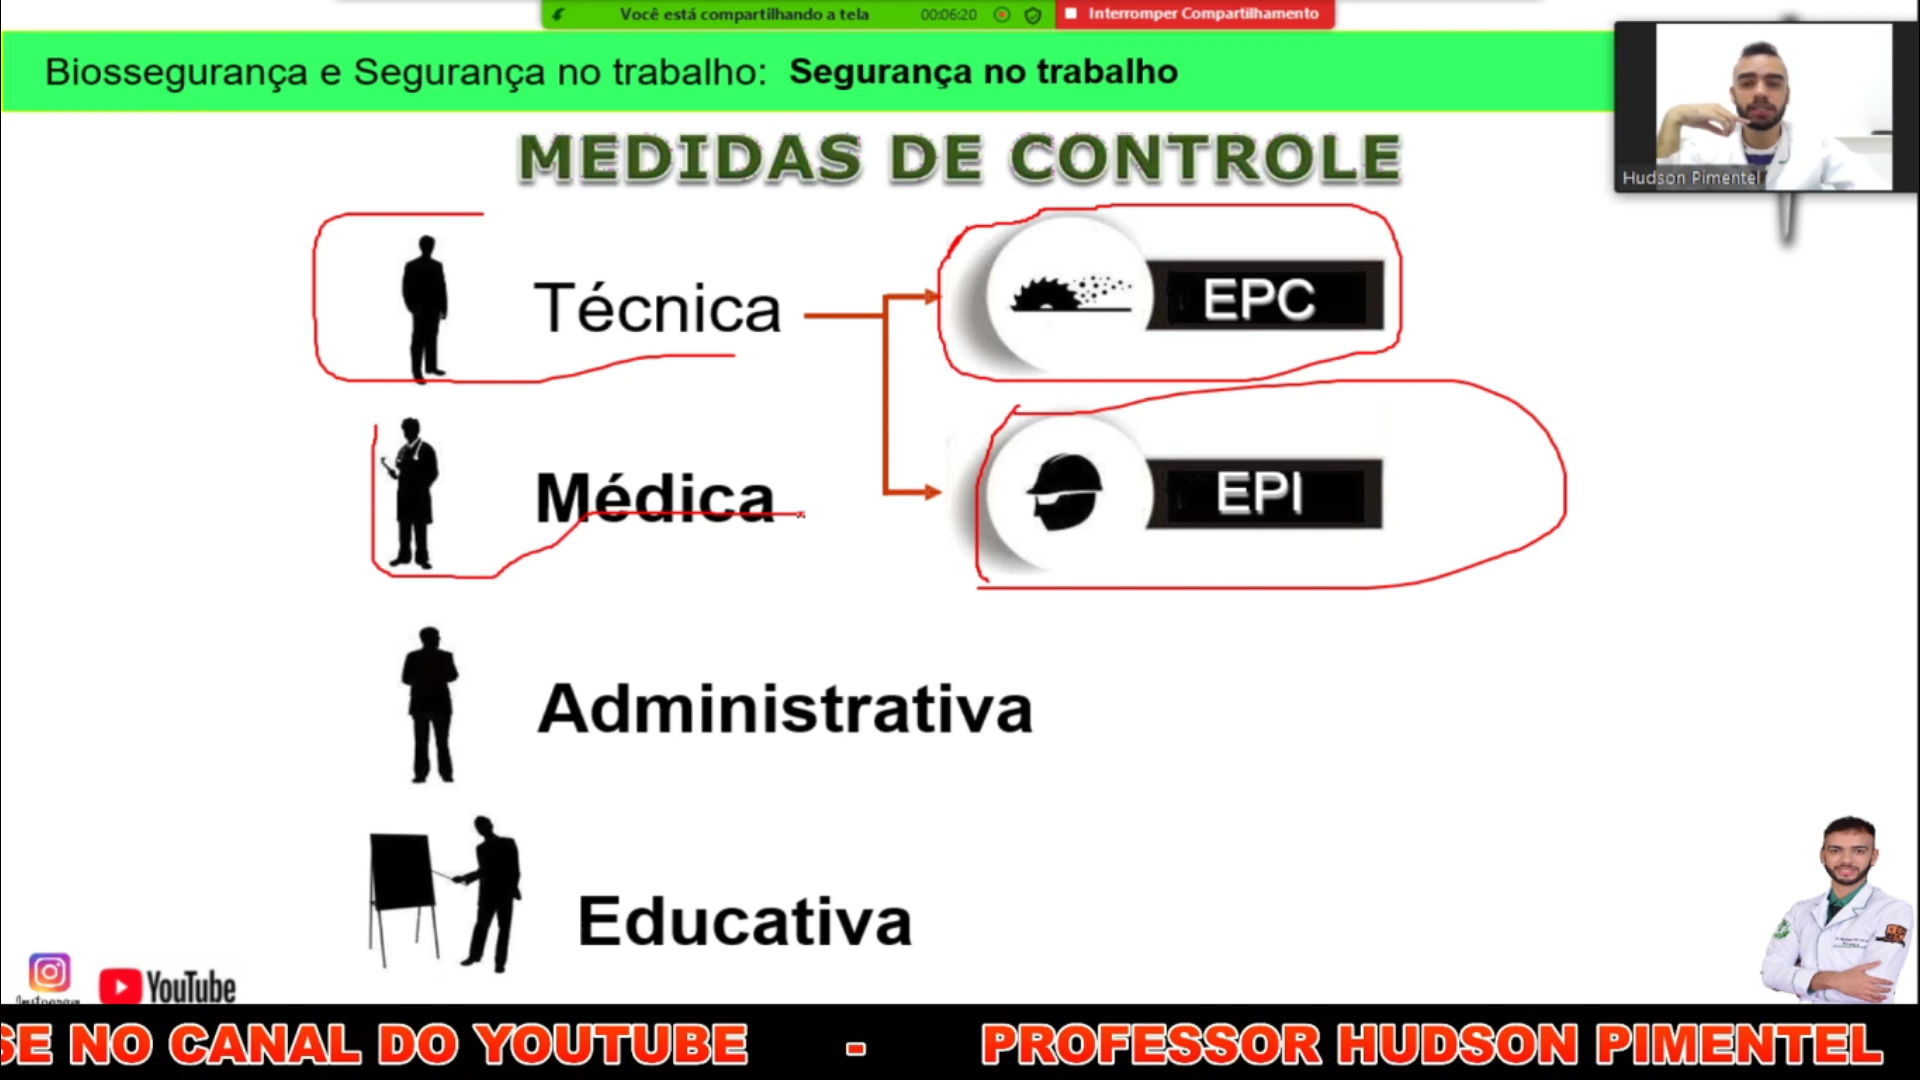 Você está compartilhando a tela 00:06:20 Interromper Compartilhamento
Biossegurança e Segurança no trabalho: Segurança no trabalho
Hudson Pimentel
MEDIDAS DE CONTROLE
Técnica
EPC
Médica
EPI
Administrativa
Educativa
Instagram
YouTube
SE NO CANAL DO YOUTUBE - PROFESSOR HUDSON PIMENTEL